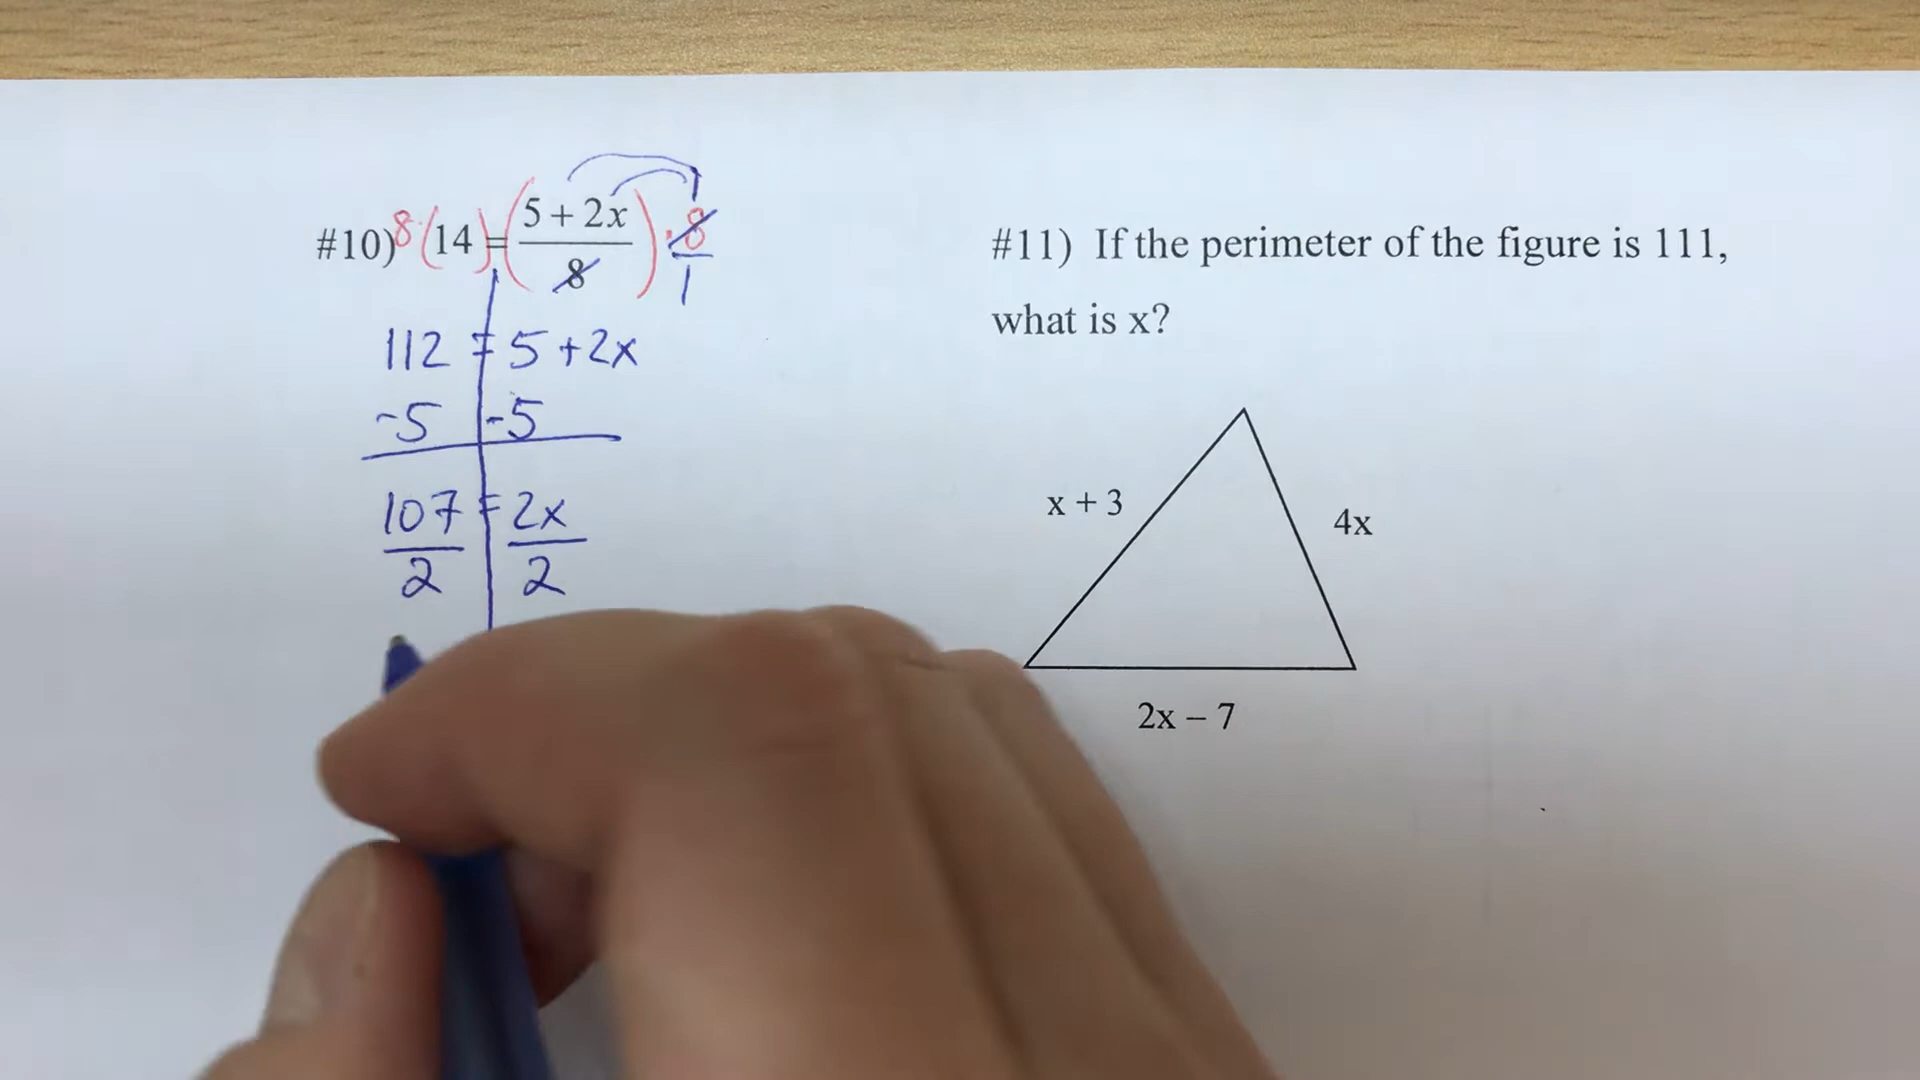 #10) 8(14) = (5 + 2x / 8) · 8/1
112 = 5 + 2x
-5 -5
107 = 2x
2 2
#11) If the perimeter of the figure is 111,
what is x?
x + 3
4x
2x – 7